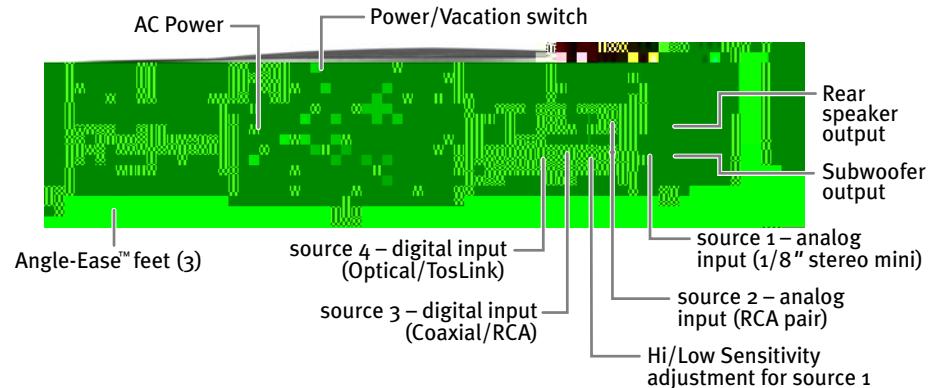 Power/Vacation switch
AC Power
Rear
speaker
output
Subwoofer
output
Angle-Ease™ feet (3)
source 4 – digital input
(Optical/TosLink)
source 3 – digital input
(Coaxial/RCA)
source 1 – analog
input (1/8" stereo mini)
source 2 – analog
input (RCA pair)
Hi/Low Sensitivity
adjustment for source 1